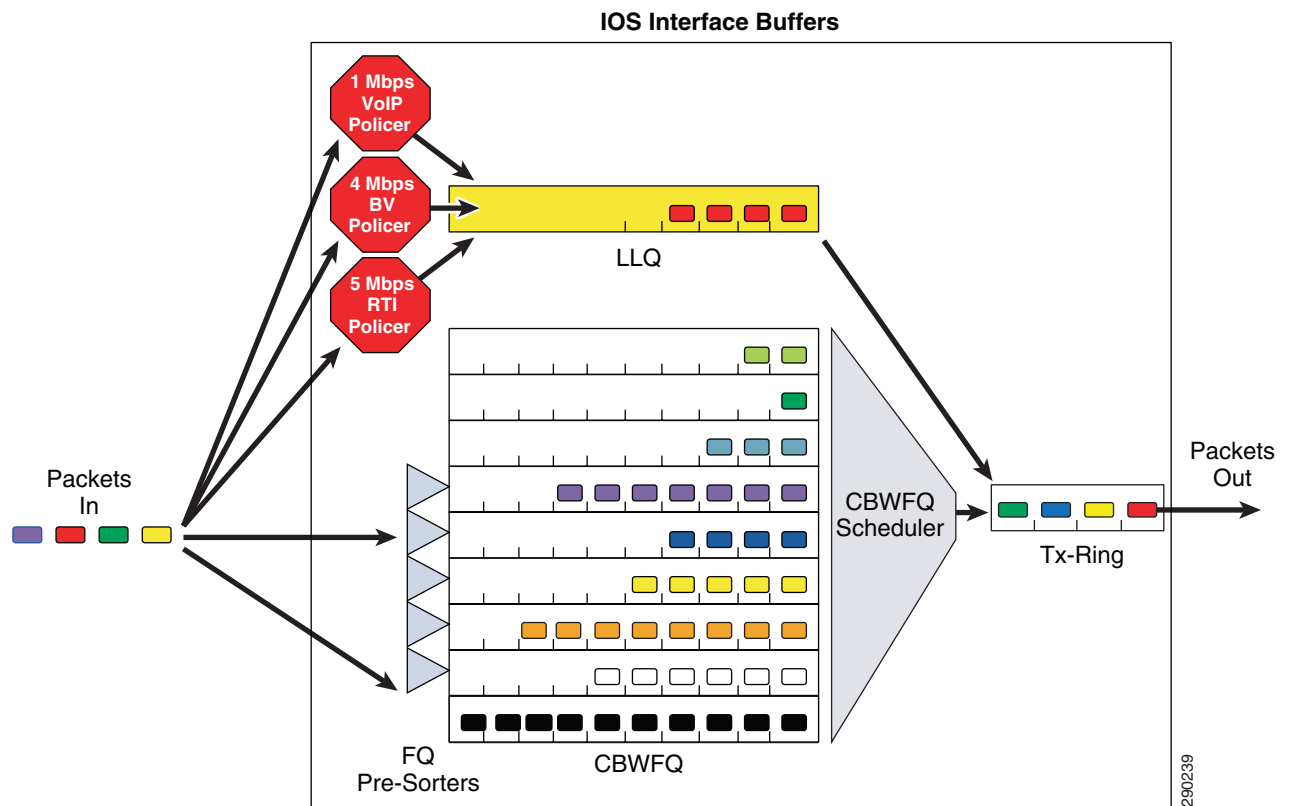 IOS Interface Buffers
1 Mbps
VoIP
Policer
4 Mbps
BV
Policer
5 Mbps
RTI
Policer
LLQ
Packets
In
CBWFQ
Scheduler
Packets
Out
Tx-Ring
FQ
Pre-Sorters
CBWFQ
290239